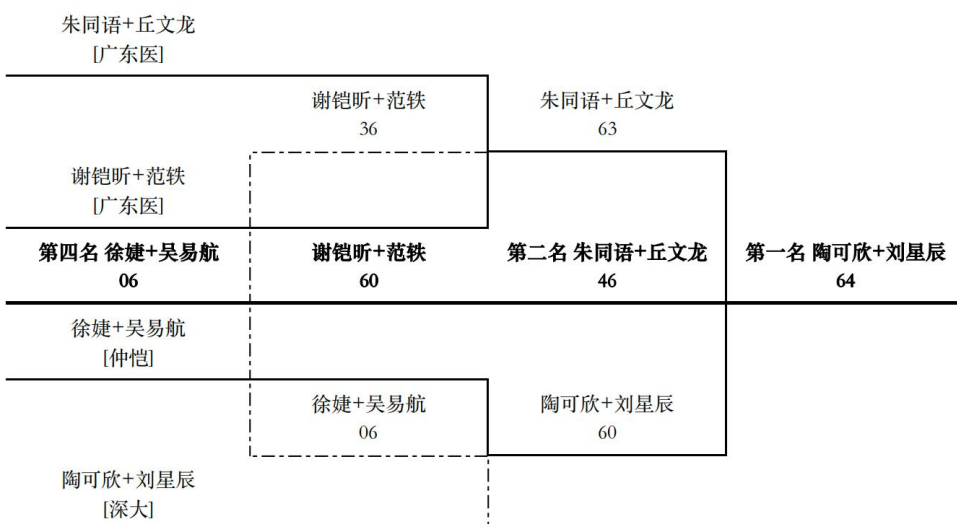 朱同语+丘文龙
[广东医]
谢铠昕+范轶
36
朱同语+丘文龙
63
谢铠昕+范轶
[广东医]
第四名 徐婕+吴易航
06
谢铠昕+范轶
60
第二名 朱同语+丘文龙
46
第一名 陶可欣+刘星辰
64
徐婕+吴易航
[仲恺]
徐婕+吴易航
06
陶可欣+刘星辰
60
陶可欣+刘星辰
[深大]